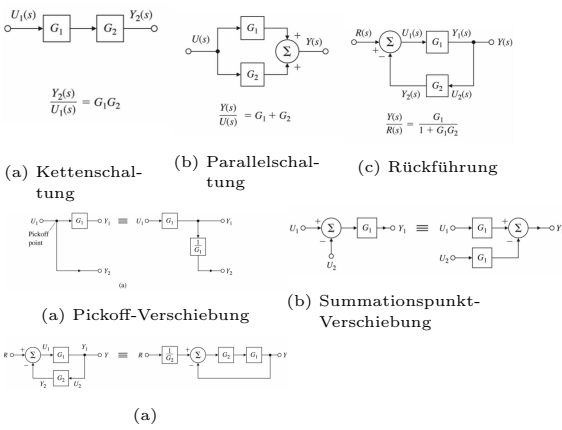 U₁(s) G₁ G₂ Y₂(s)
Y₂(s)/U₁(s) = G₁G₂
(a) Kettenschal-
tung
U(s) G₁ G₂ Σ + + Y(s)
Y(s)/U(s) = G₁ + G₂
(b) Parallelschal-
tung
R(s) + − Σ U₁(s) G₁ Y₁(s) Y(s)
Y₂(s) G₂ U₂(s)
Y(s)/R(s) = G₁/(1 + G₁G₂)
(c) Rückführung
U₁ G₁ Y₁ ≡ U₁ G₁ Y₁
Pickoff
point
1/G₁
Y₂ Y₂
(a)
(a) Pickoff-Verschiebung
U₁ + − Σ G₁ Y₁ ≡ U₁ G₁ + − Σ Y
U₂ U₂ G₁
(b) Summationspunkt-
Verschiebung
R + − Σ U₁ G₁ Y₁ Y ≡ R 1/G₂ + − Σ G₂ G₁ Y
Y₂ G₂ U₂
(a)